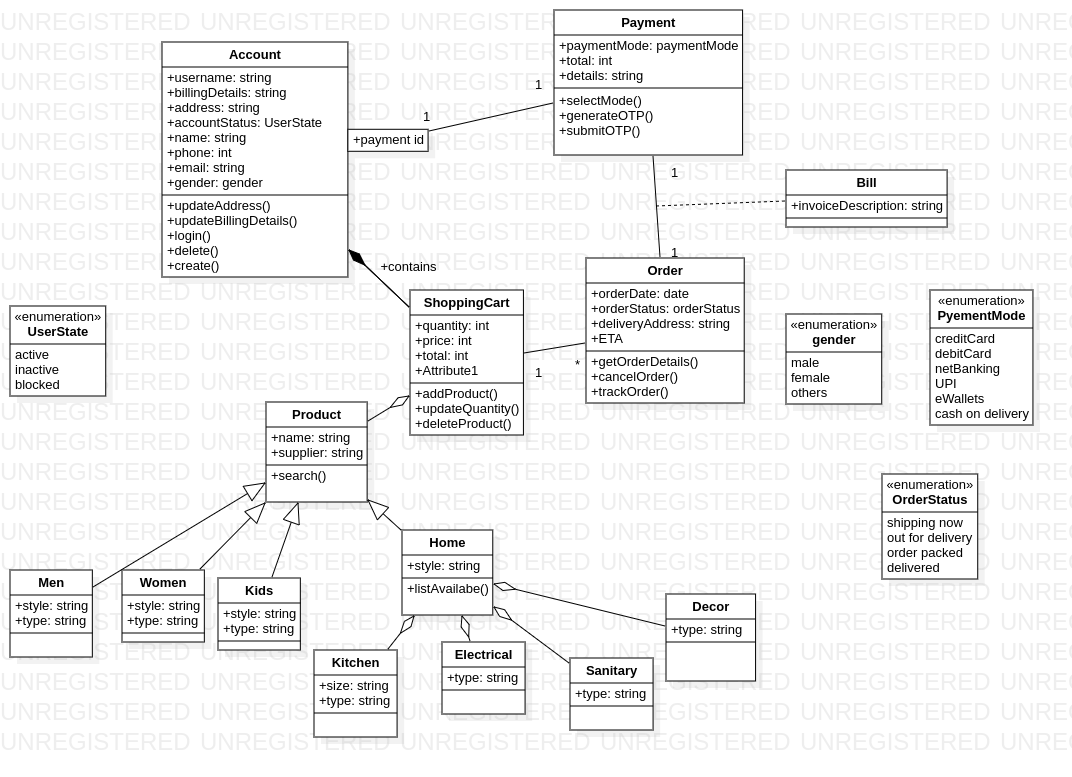 Payment
+paymentMode: paymentMode
+total: int
+details: string
+selectMode()
+generateOTP()
+submitOTP()
Account
+username: string
+billingDetails: string
+address: string
+accountStatus: UserState
+name: string
+phone: int
+email: string
+gender: gender
+updateAddress()
+updateBillingDetails()
+login()
+delete()
+create()
+payment id
1
1
1
1
Bill
+invoiceDescription: string
+contains
Order
+orderDate: date
+orderStatus: orderStatus
+deliveryAddress: string
+ETA
+getOrderDetails()
+cancelOrder()
+trackOrder()
ShoppingCart
+quantity: int
+price: int
+total: int
+Attribute1
+addProduct()
+updateQuantity()
+deleteProduct()
1
*
«enumeration»
UserState
active
inactive
blocked
«enumeration»
gender
male
female
others
«enumeration»
PyementMode
creditCard
debitCard
netBanking
UPI
eWallets
cash on delivery
Product
+name: string
+supplier: string
+search()
«enumeration»
OrderStatus
shipping now
out for delivery
order packed
delivered
Home
+style: string
+listAvailabe()
Men
+style: string
+type: string
Women
+style: string
+type: string
Kids
+style: string
+type: string
Kitchen
+size: string
+type: string
Electrical
+type: string
Sanitary
+type: string
Decor
+type: string
UNREGISTERED UNREGISTERED UNREGISTERED UNREGISTERED UNREGISTERED